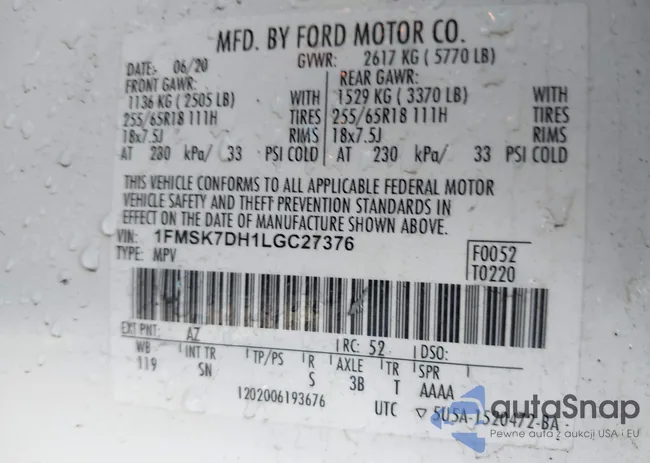 MFD. BY FORD MOTOR CO.
DATE: 06/20 GVWR: 2617 KG ( 5770 LB)
FRONT GAWR: REAR GAWR:
1136 KG ( 2505 LB) WITH 1529 KG ( 3370 LB) WITH
255/65R18 111H TIRES 255/65R18 111H TIRES
18x7.5J RIMS 18x7.5J RIMS
AT 230 kPa/ 33 PSI COLD AT 230 kPa/ 33 PSI COLD
THIS VEHICLE CONFORMS TO ALL APPLICABLE FEDERAL MOTOR
VEHICLE SAFETY AND THEFT PREVENTION STANDARDS IN
EFFECT ON THE DATE OF MANUFACTURE SHOWN ABOVE.
VIN: 1FMSK7DH1LGC27376 F0052
TYPE: MPV T0220
EXT PNT: AZ RC: 52 DSO:
WB INT TR TP/PS R AXLE TR SPR
119 SN S 3B T AAAA
1202006193676 UTC ▽ 5U5A-1520472-BA
autoSnap
Pewne auta z aukcji USA i EU